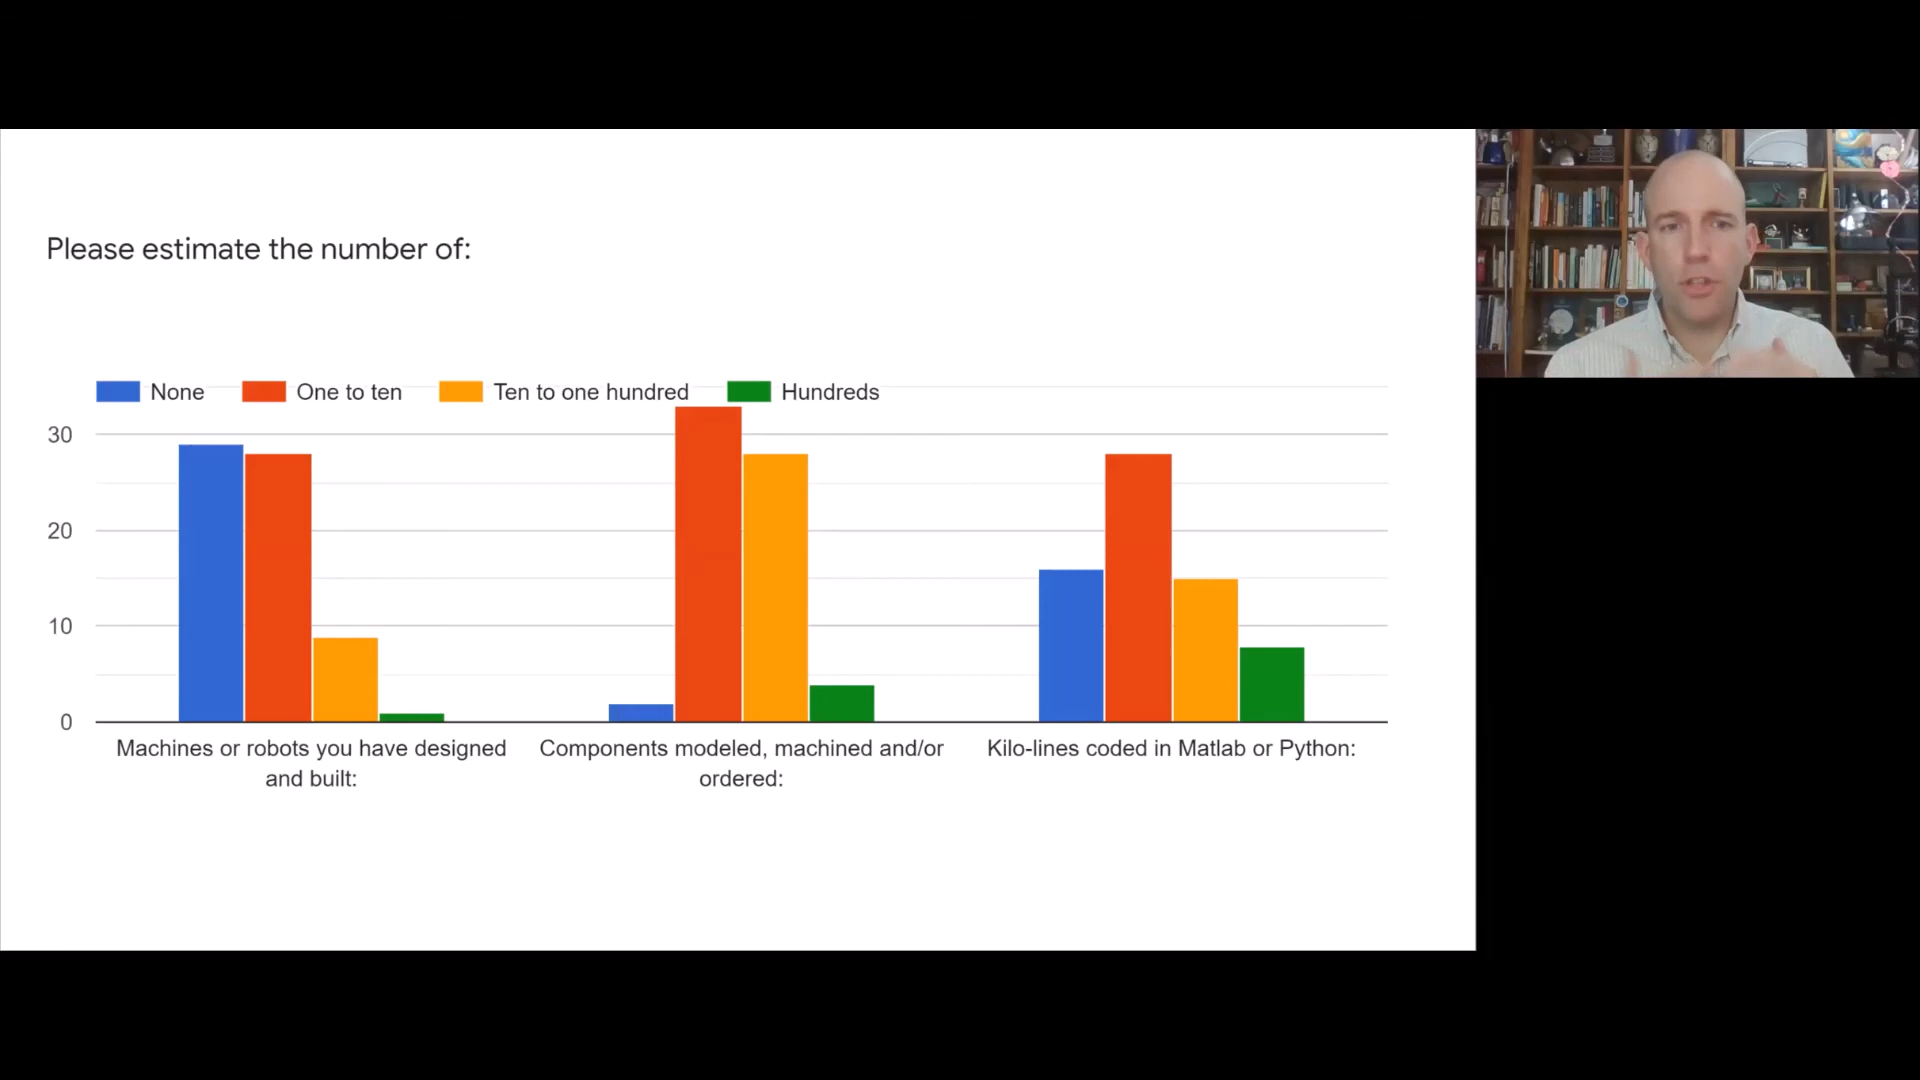 Please estimate the number of:
None One to ten Ten to one hundred Hundreds
30
20
10
0
Machines or robots you have designed
and built:
Components modeled, machined and/or
ordered:
Kilo-lines coded in Matlab or Python: